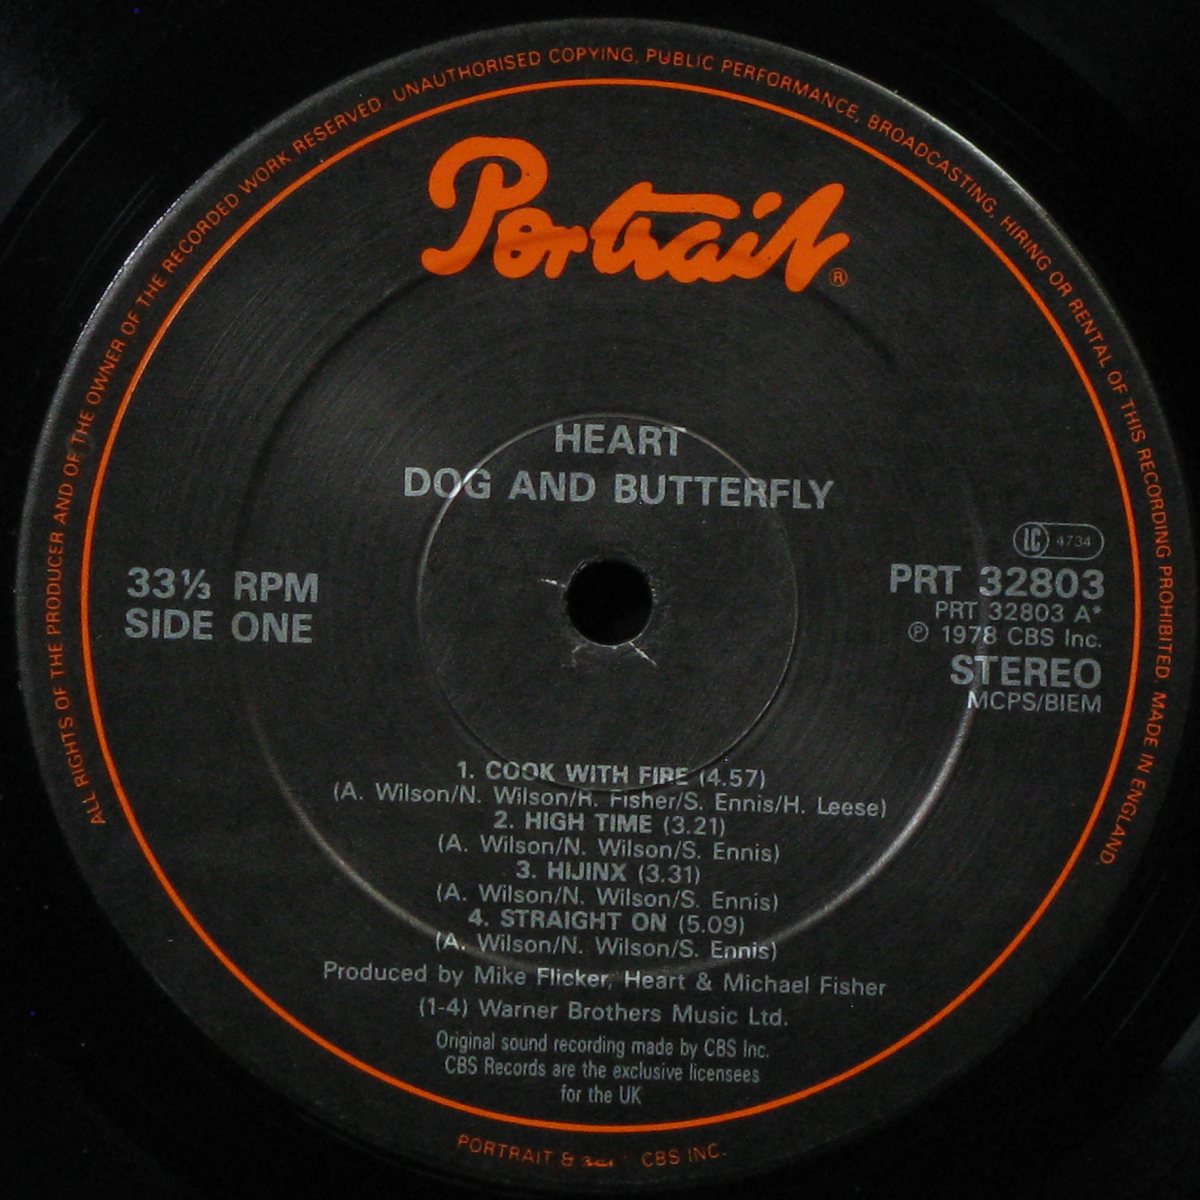 ALL RIGHTS OF THE PRODUCER AND OF THE OWNER OF THE RECORDED WORK RESERVED. UNAUTHORISED COPYING, PUBLIC PERFORMANCE, BROADCASTING, HIRING OR RENTAL OF THIS RECORDING PROHIBITED. MADE IN ENGLAND.
Portrait®
HEART
DOG AND BUTTERFLY
33⅓ RPM
SIDE ONE
LC 4734
PRT 32803
PRT 32803 A*
℗ 1978 CBS Inc.
STEREO
MCPS/BIEM
1. COOK WITH FIRE (4.57)
(A. Wilson/N. Wilson/R. Fisher/S. Ennis/H. Leese)
2. HIGH TIME (3.21)
(A. Wilson/N. Wilson/S. Ennis)
3. HIJINX (3.31)
(A. Wilson/N. Wilson/S. Ennis)
4. STRAIGHT ON (5.09)
(A. Wilson/N. Wilson/S. Ennis)
Produced by Mike Flicker, Heart & Michael Fisher
(1-4) Warner Brothers Music Ltd.
Original sound recording made by CBS Inc.
CBS Records are the exclusive licensees
for the UK
PORTRAIT & CBS INC.